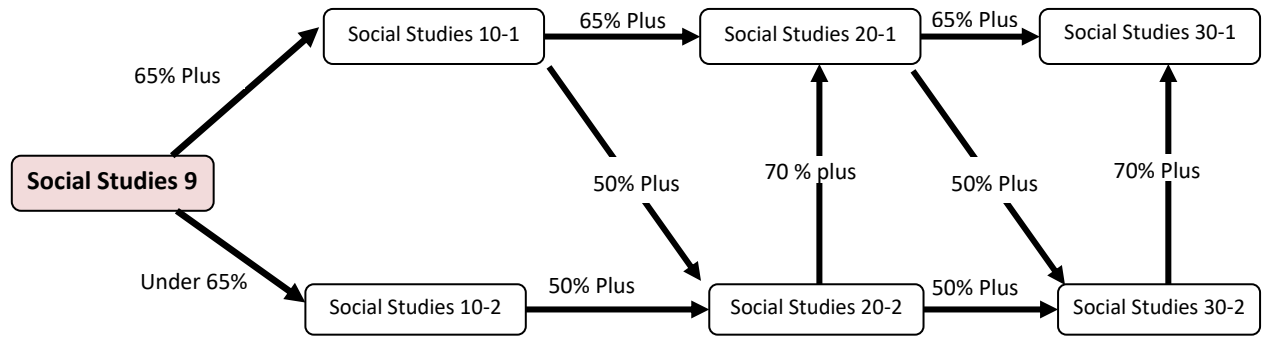 Social Studies 10-1
65% Plus
Social Studies 20-1
65% Plus
Social Studies 30-1
65% Plus
Social Studies 9
50% Plus
70 % plus
50% Plus
70% Plus
Under 65%
Social Studies 10-2
50% Plus
Social Studies 20-2
50% Plus
Social Studies 30-2